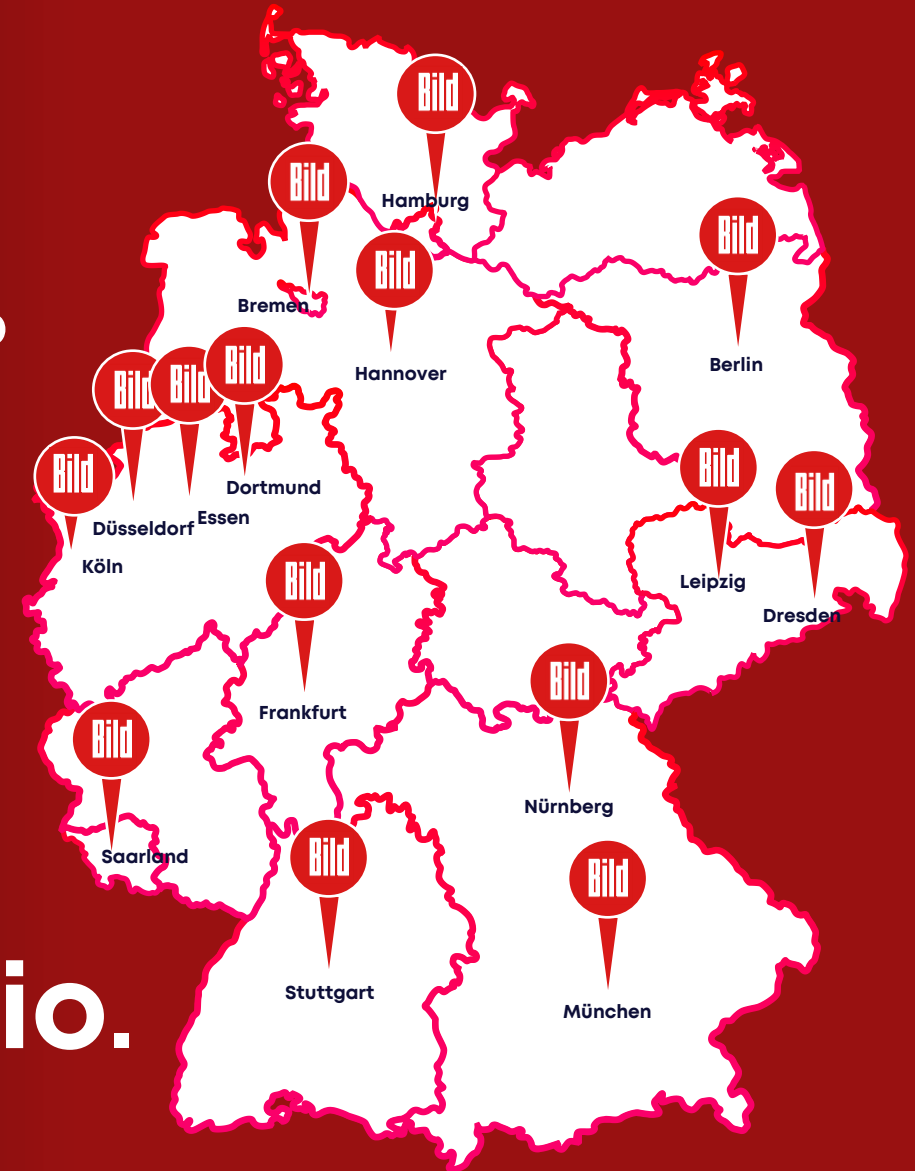 Bild
Bild
Hamburg
Bild
Bild
Bremen
Berlin
Hannover
Bild
Bild
Bild
Bild
Bild
Bild
Dortmund
Essen
Düsseldorf
Köln
Bild
Leipzig
Dresden
Bild
Frankfurt
Bild
Nürnberg
Saarland
Bild
Bild
io.
Stuttgart
München